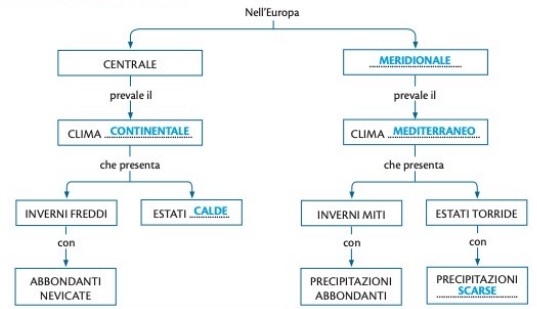 Nell'Europa
CENTRALE
MERIDIONALE
prevale il
prevale il
CLIMA CONTINENTALE
CLIMA MEDITERRANEO
che presenta
che presenta
INVERNI FREDDI
ESTATI CALDE
INVERNI MITI
ESTATI TORRIDE
con
con
con
ABBONDANTI
NEVICATE
PRECIPITAZIONI
ABBONDANTI
PRECIPITAZIONI
SCARSE